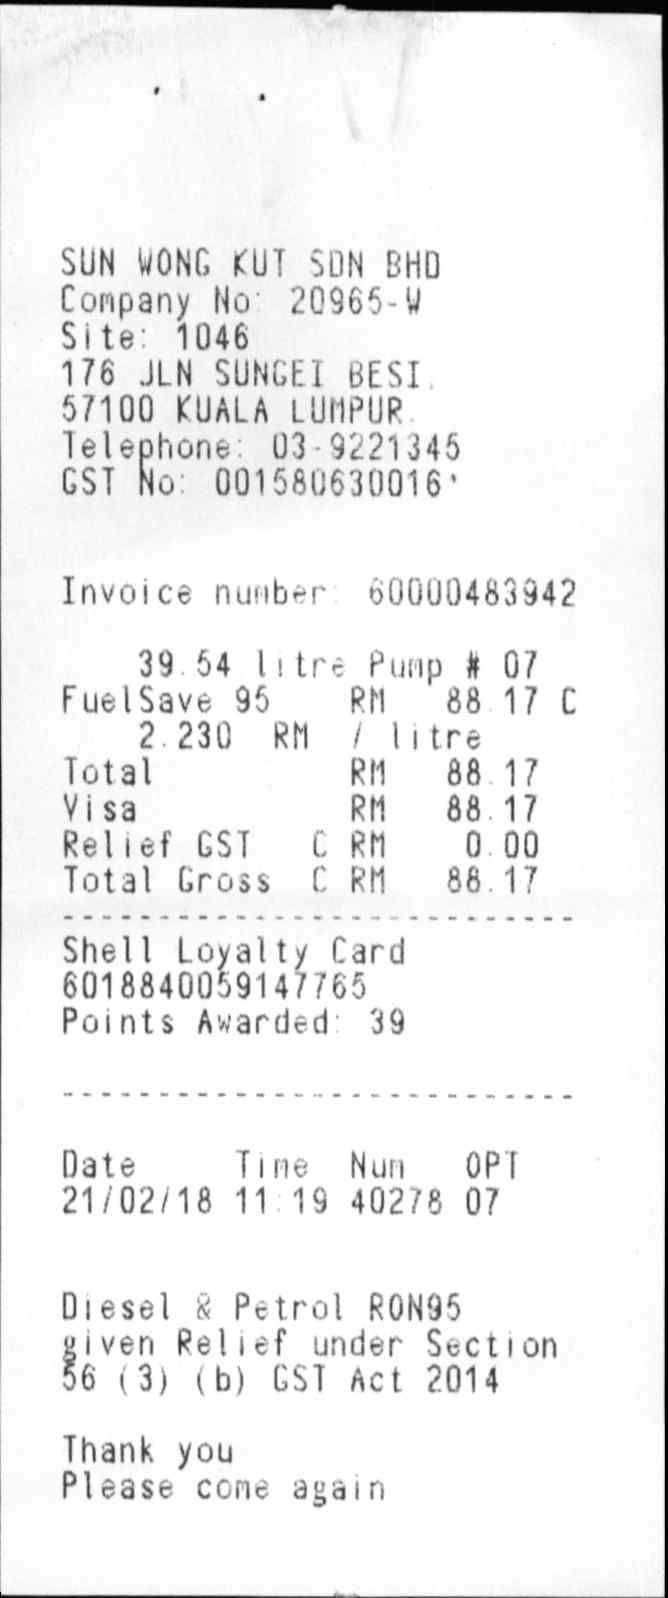 SUN WONG KUT SDN BHD
Company No: 20965-W
Site: 1046
176 JLN SUNGEI BESI.
57100 KUALA LUMPUR.
Telephone: 03-9221345
GST No: 001580630016
Invoice number: 60000483942
39.54 litre Pump # 07
FuelSave 95 RM 88.17 C
2.230 RM / litre
Total RM 88.17
Visa RM 88.17
Relief GST C RM 0.00
Total Gross C RM 88.17
---------------------------
Shell Loyalty Card
6018840059147765
Points Awarded: 39
---------------------------
Date Time Num OPT
21/02/18 11:19 40278 07
Diesel & Petrol RON95
given Relief under Section
56 (3) (b) GST Act 2014
Thank you
Please come again